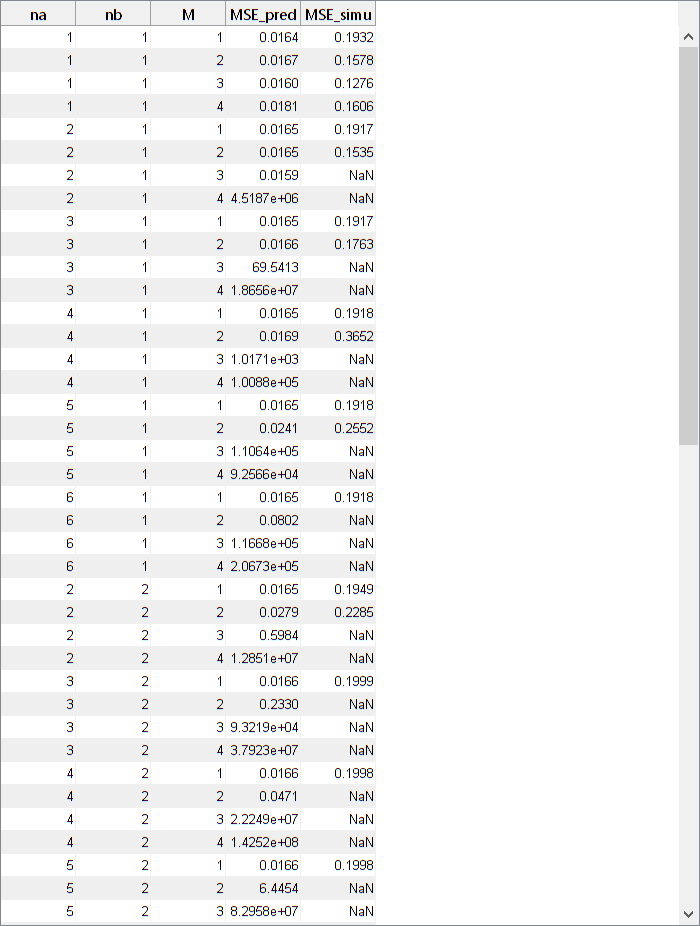 na nb M MSE_pred MSE_simu
1 1 1 0.0164 0.1932
1 1 2 0.0167 0.1578
1 1 3 0.0160 0.1276
1 1 4 0.0181 0.1606
2 1 1 0.0165 0.1917
2 1 2 0.0165 0.1535
2 1 3 0.0159 NaN
2 1 4 4.5187e+06 NaN
3 1 1 0.0165 0.1917
3 1 2 0.0166 0.1763
3 1 3 69.5413 NaN
3 1 4 1.8656e+07 NaN
4 1 1 0.0165 0.1918
4 1 2 0.0169 0.3652
4 1 3 1.0171e+03 NaN
4 1 4 1.0088e+05 NaN
5 1 1 0.0165 0.1918
5 1 2 0.0241 0.2552
5 1 3 1.1064e+05 NaN
5 1 4 9.2566e+04 NaN
6 1 1 0.0165 0.1918
6 1 2 0.0802 NaN
6 1 3 1.1668e+05 NaN
6 1 4 2.0673e+05 NaN
2 2 1 0.0165 0.1949
2 2 2 0.0279 0.2285
2 2 3 0.5984 NaN
2 2 4 1.2851e+07 NaN
3 2 1 0.0166 0.1999
3 2 2 0.2330 NaN
3 2 3 9.3219e+04 NaN
3 2 4 3.7923e+07 NaN
4 2 1 0.0166 0.1998
4 2 2 0.0471 NaN
4 2 3 2.2249e+07 NaN
4 2 4 1.4252e+08 NaN
5 2 1 0.0166 0.1998
5 2 2 6.4454 NaN
5 2 3 8.2958e+07 NaN